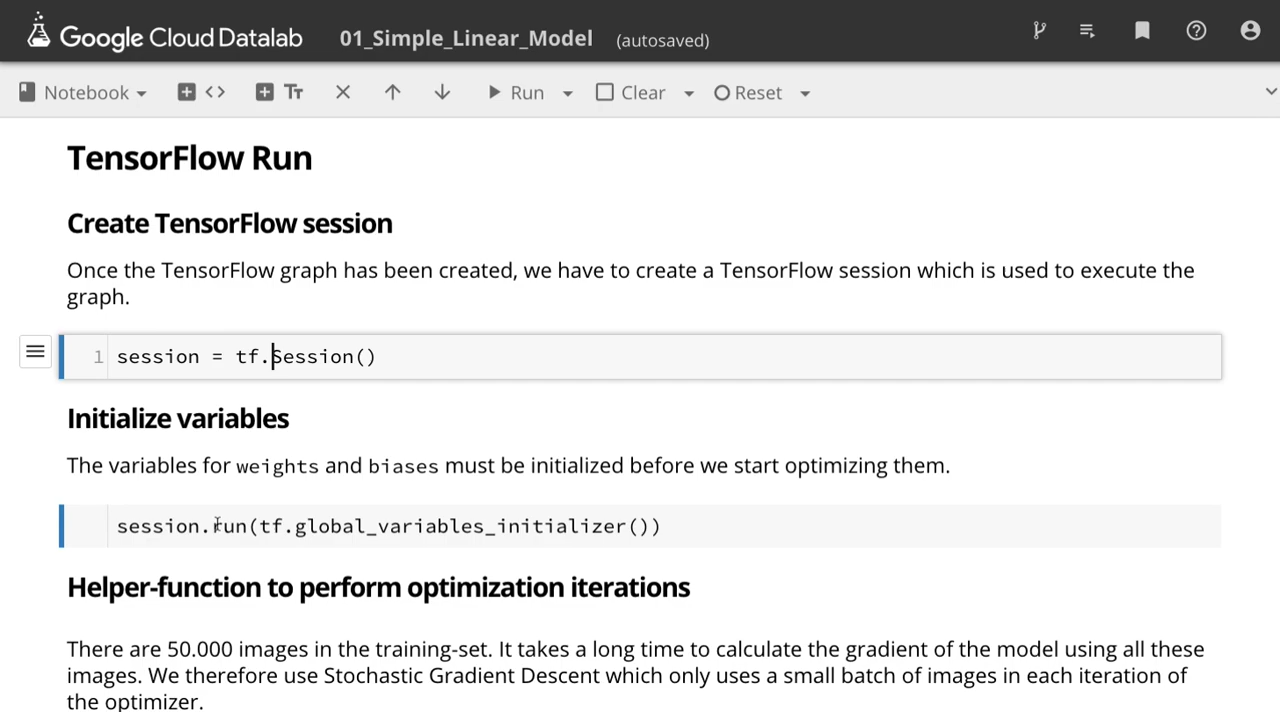 Google Cloud Datalab 01_Simple_Linear_Model (autosaved)
Notebook Tt Run Clear Reset
TensorFlow Run
Create TensorFlow session
Once the TensorFlow graph has been created, we have to create a TensorFlow session which is used to execute the
graph.
1 session = tf.Session()
Initialize variables
The variables for weights and biases must be initialized before we start optimizing them.
session.run(tf.global_variables_initializer())
Helper-function to perform optimization iterations
There are 50.000 images in the training-set. It takes a long time to calculate the gradient of the model using all these
images. We therefore use Stochastic Gradient Descent which only uses a small batch of images in each iteration of
the optimizer.